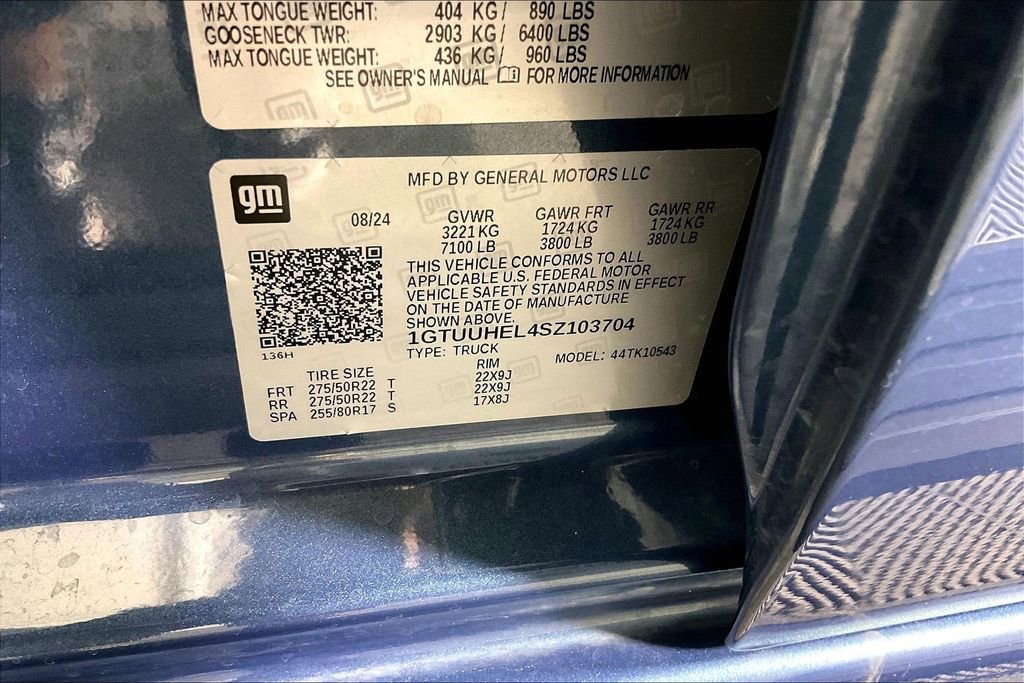 MAX TONGUE WEIGHT: 404 KG/ 890 LBS
GOOSENECK TWR: 2903 KG/ 6400 LBS
MAX TONGUE WEIGHT: 436 KG/ 960 LBS
SEE OWNER'S MANUAL FOR MORE INFORMATION
gm
MFD BY GENERAL MOTORS LLC
08/24 GVWR GAWR FRT GAWR RR
3221 KG 1724 KG 1724 KG
7100 LB 3800 LB 3800 LB
THIS VEHICLE CONFORMS TO ALL
APPLICABLE U.S. FEDERAL MOTOR
VEHICLE SAFETY STANDARDS IN EFFECT
ON THE DATE OF MANUFACTURE
SHOWN ABOVE.
1GTUUHEL4SZ103704
136H
TYPE: TRUCK MODEL: 44TK10543
TIRE SIZE RIM
FRT 275/50R22 T 22X9J
RR 275/50R22 T 22X9J
SPA 255/80R17 S 17X8J